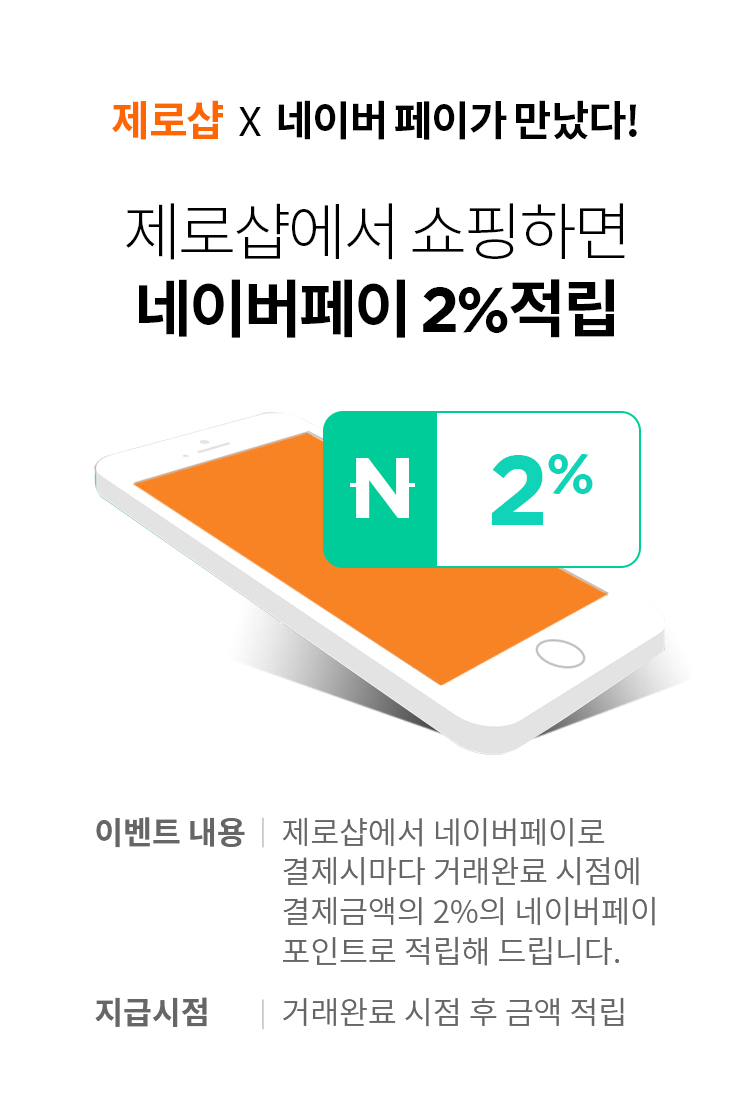 제로샵 X 네이버 페이가 만났다!
제로샵에서 쇼핑하면
네이버페이 2%적립
N 2%
이벤트 내용 | 제로샵에서 네이버페이로
결제시마다 거래완료 시점에
결제금액의 2%의 네이버페이
포인트로 적립해 드립니다.
지급시점 | 거래완료 시점 후 금액 적립